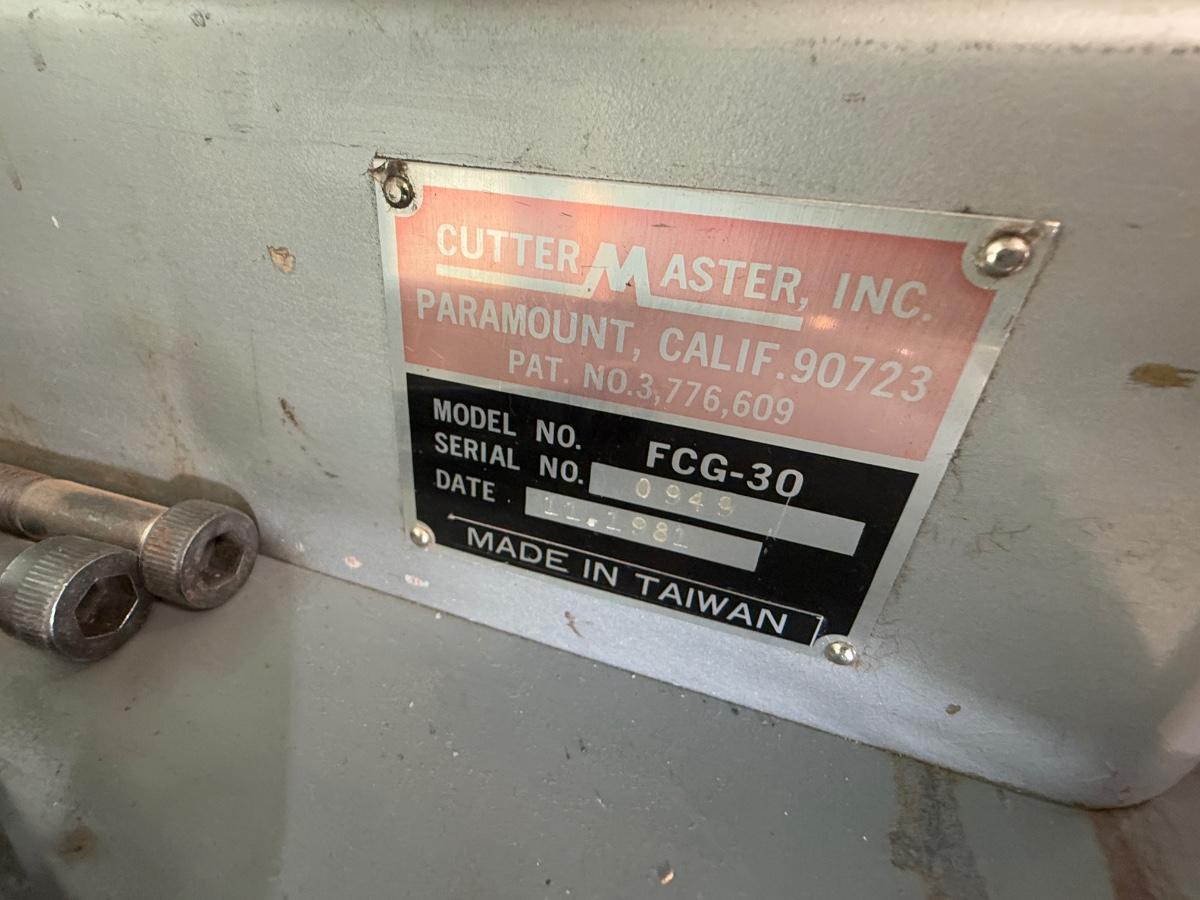 CUTTER MASTER, INC.
PARAMOUNT, CALIF. 90723
PAT. NO. 3,776,609
MODEL NO. FCG-30
SERIAL NO. 0949
DATE 11.1981
MADE IN TAIWAN